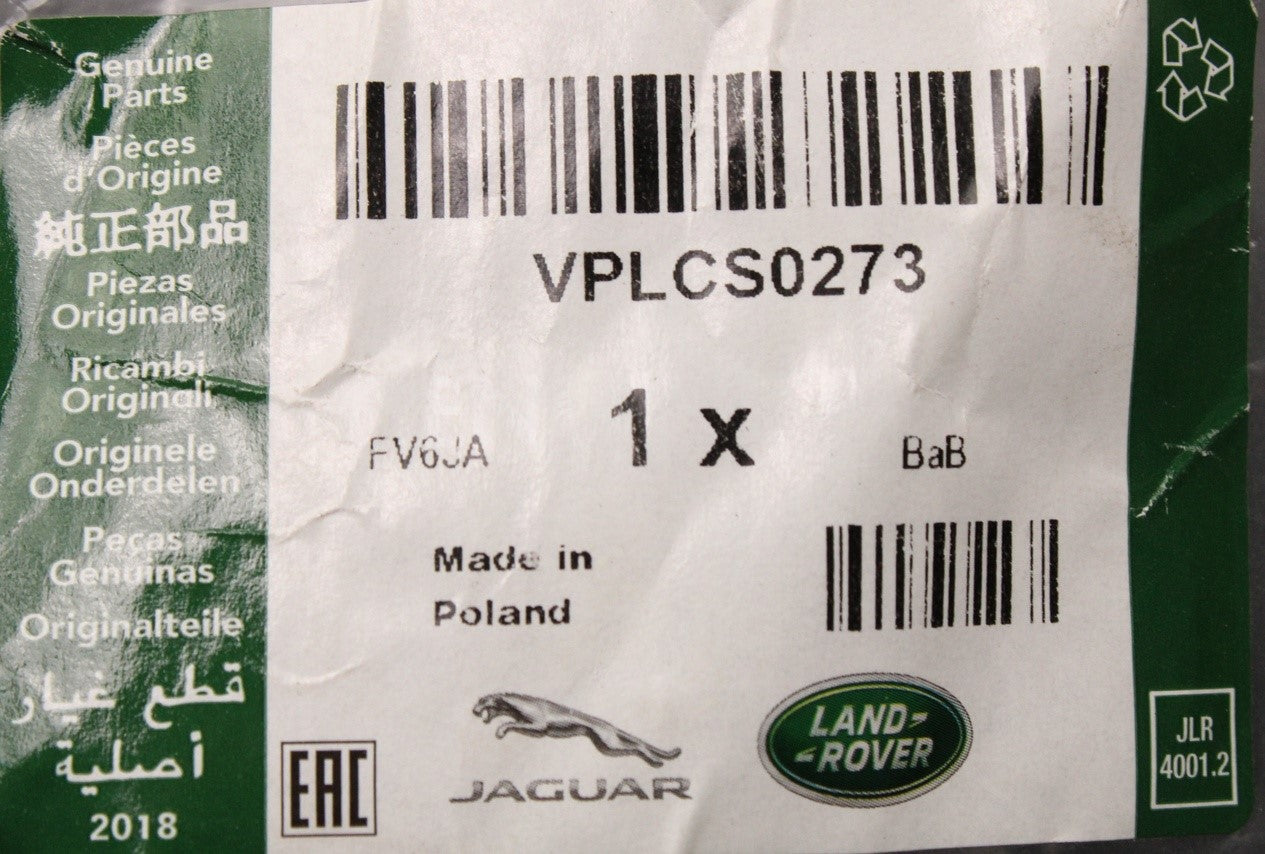 Genuine
Parts
Pièces
d'Origine
純正部品
Piezas
Originales
Ricambi
Originali
Originele
Onderdelen
Peças
Genuinas
Originalteile
قطع غيار
أصلية
2018
VPLCS0273
FV6JA
1 x
BaB
Made in
Poland
EAC
JAGUAR
LAND-
-ROVER
JLR
4001.2